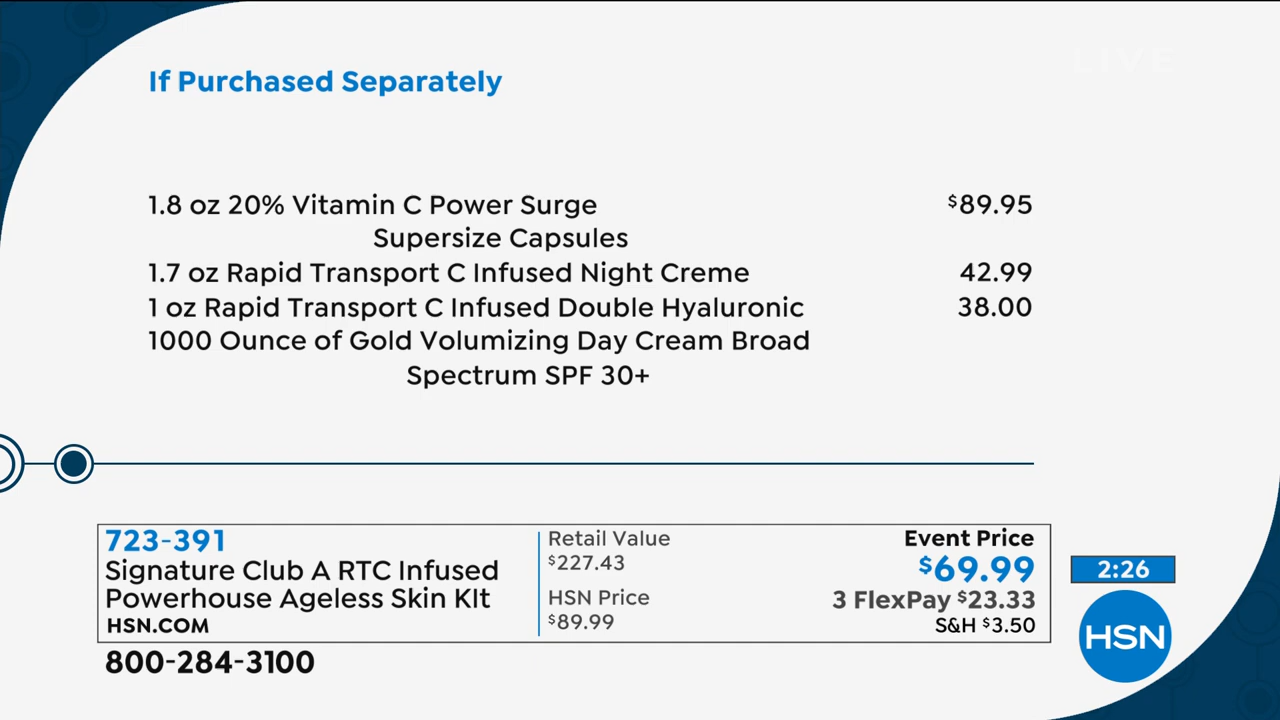 LIVE
If Purchased Separately
1.8 oz 20% Vitamin C Power Surge $89.95
Supersize Capsules
1.7 oz Rapid Transport C Infused Night Creme 42.99
1 oz Rapid Transport C Infused Double Hyaluronic 38.00
1000 Ounce of Gold Volumizing Day Cream Broad
Spectrum SPF 30+
723-391
Signature Club A RTC Infused
Powerhouse Ageless Skin KIt
HSN.COM
Retail Value
$227.43
HSN Price
$89.99
Event Price
$69.99
3 FlexPay $23.33
S&H $3.50
2:26
HSN
800-284-3100